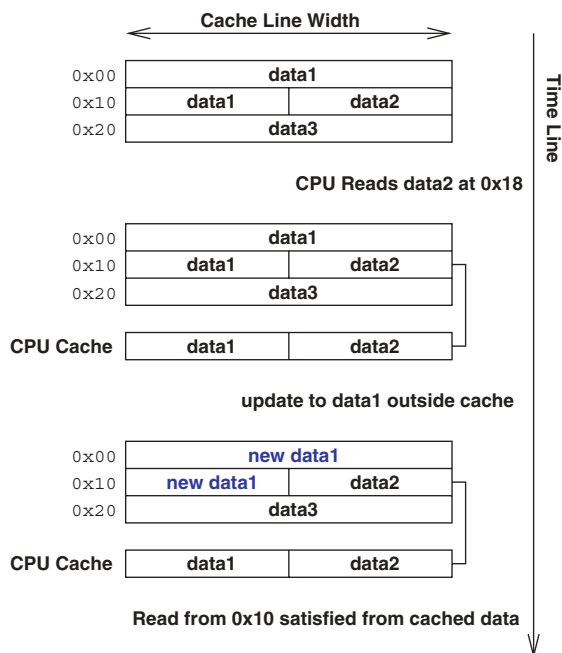 Cache Line Width
Time Line
0x00 data1
0x10 data1 data2
0x20 data3
CPU Reads data2 at 0x18
0x00 data1
0x10 data1 data2
0x20 data3
CPU Cache data1 data2
update to data1 outside cache
0x00 new data1
0x10 new data1 data2
0x20 data3
CPU Cache data1 data2
Read from 0x10 satisfied from cached data